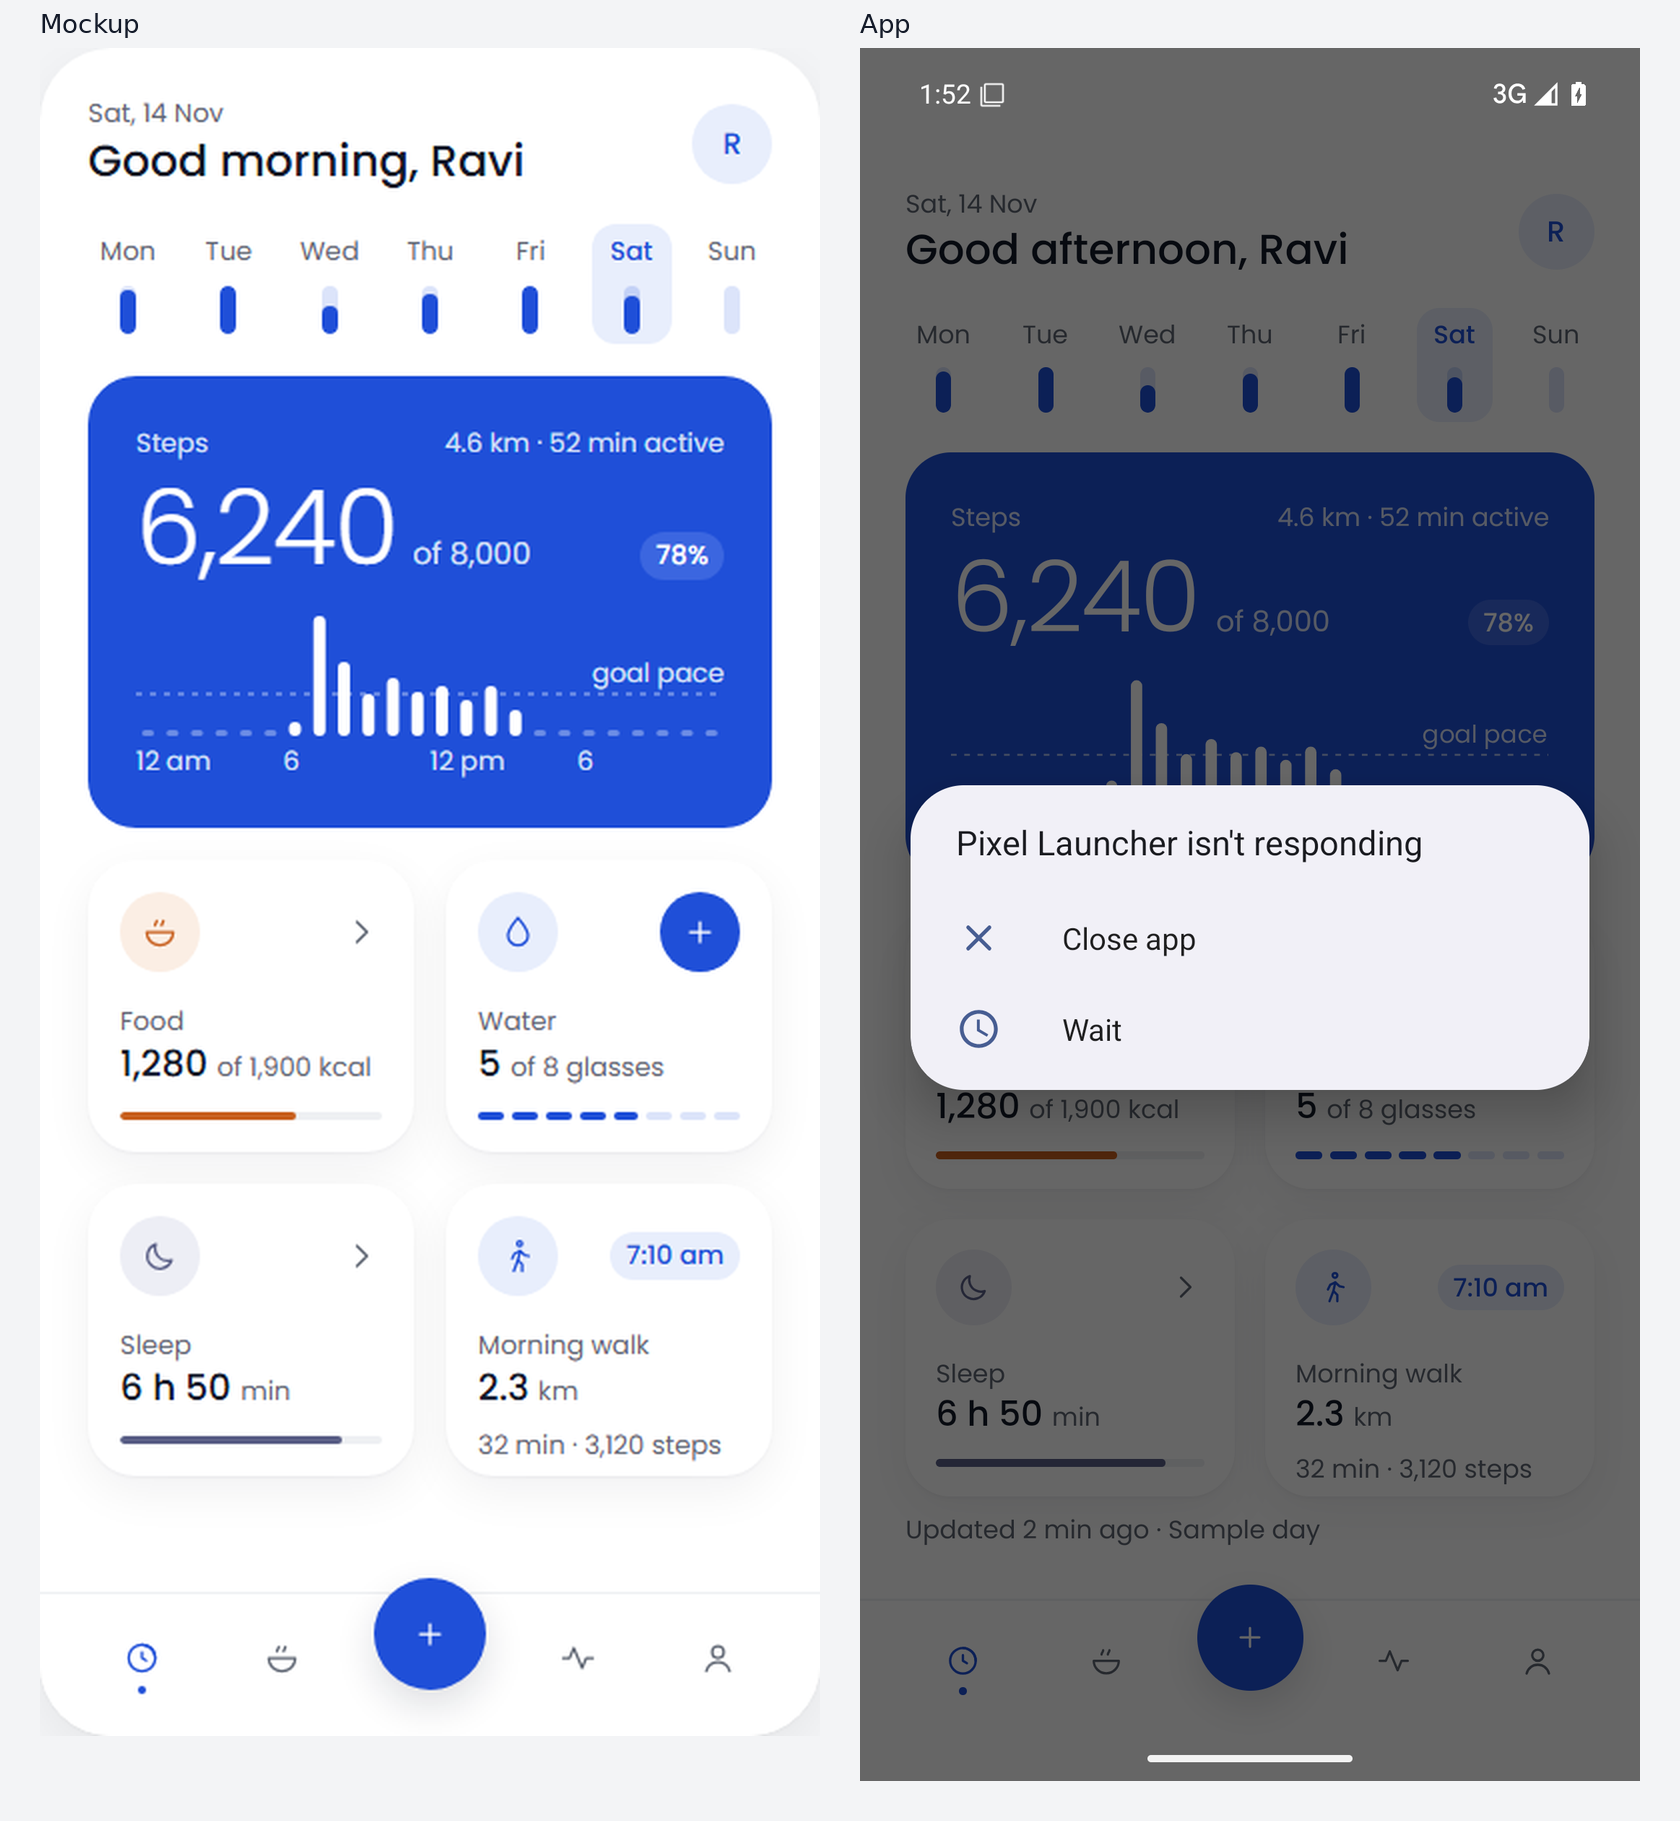 Mockup
Sat, 14 Nov
Good morning, Ravi
R
Mon Tue Wed Thu Fri Sat Sun
Steps 4.6 km · 52 min active
6,240 of 8,000 78%
goal pace
12 am 6 12 pm 6
Food
1,280 of 1,900 kcal
Water
5 of 8 glasses
Sleep
6 h 50 min
7:10 am
Morning walk
2.3 km
32 min · 3,120 steps
App
1:52 3G
Sat, 14 Nov
Good afternoon, Ravi
R
Mon Tue Wed Thu Fri Sat Sun
Steps 4.6 km · 52 min active
6,240 of 8,000 78%
goal pace
Pixel Launcher isn't responding
Close app
Wait
1,280 of 1,900 kcal
5 of 8 glasses
Sleep
6 h 50 min
7:10 am
Morning walk
2.3 km
32 min · 3,120 steps
Updated 2 min ago · Sample day